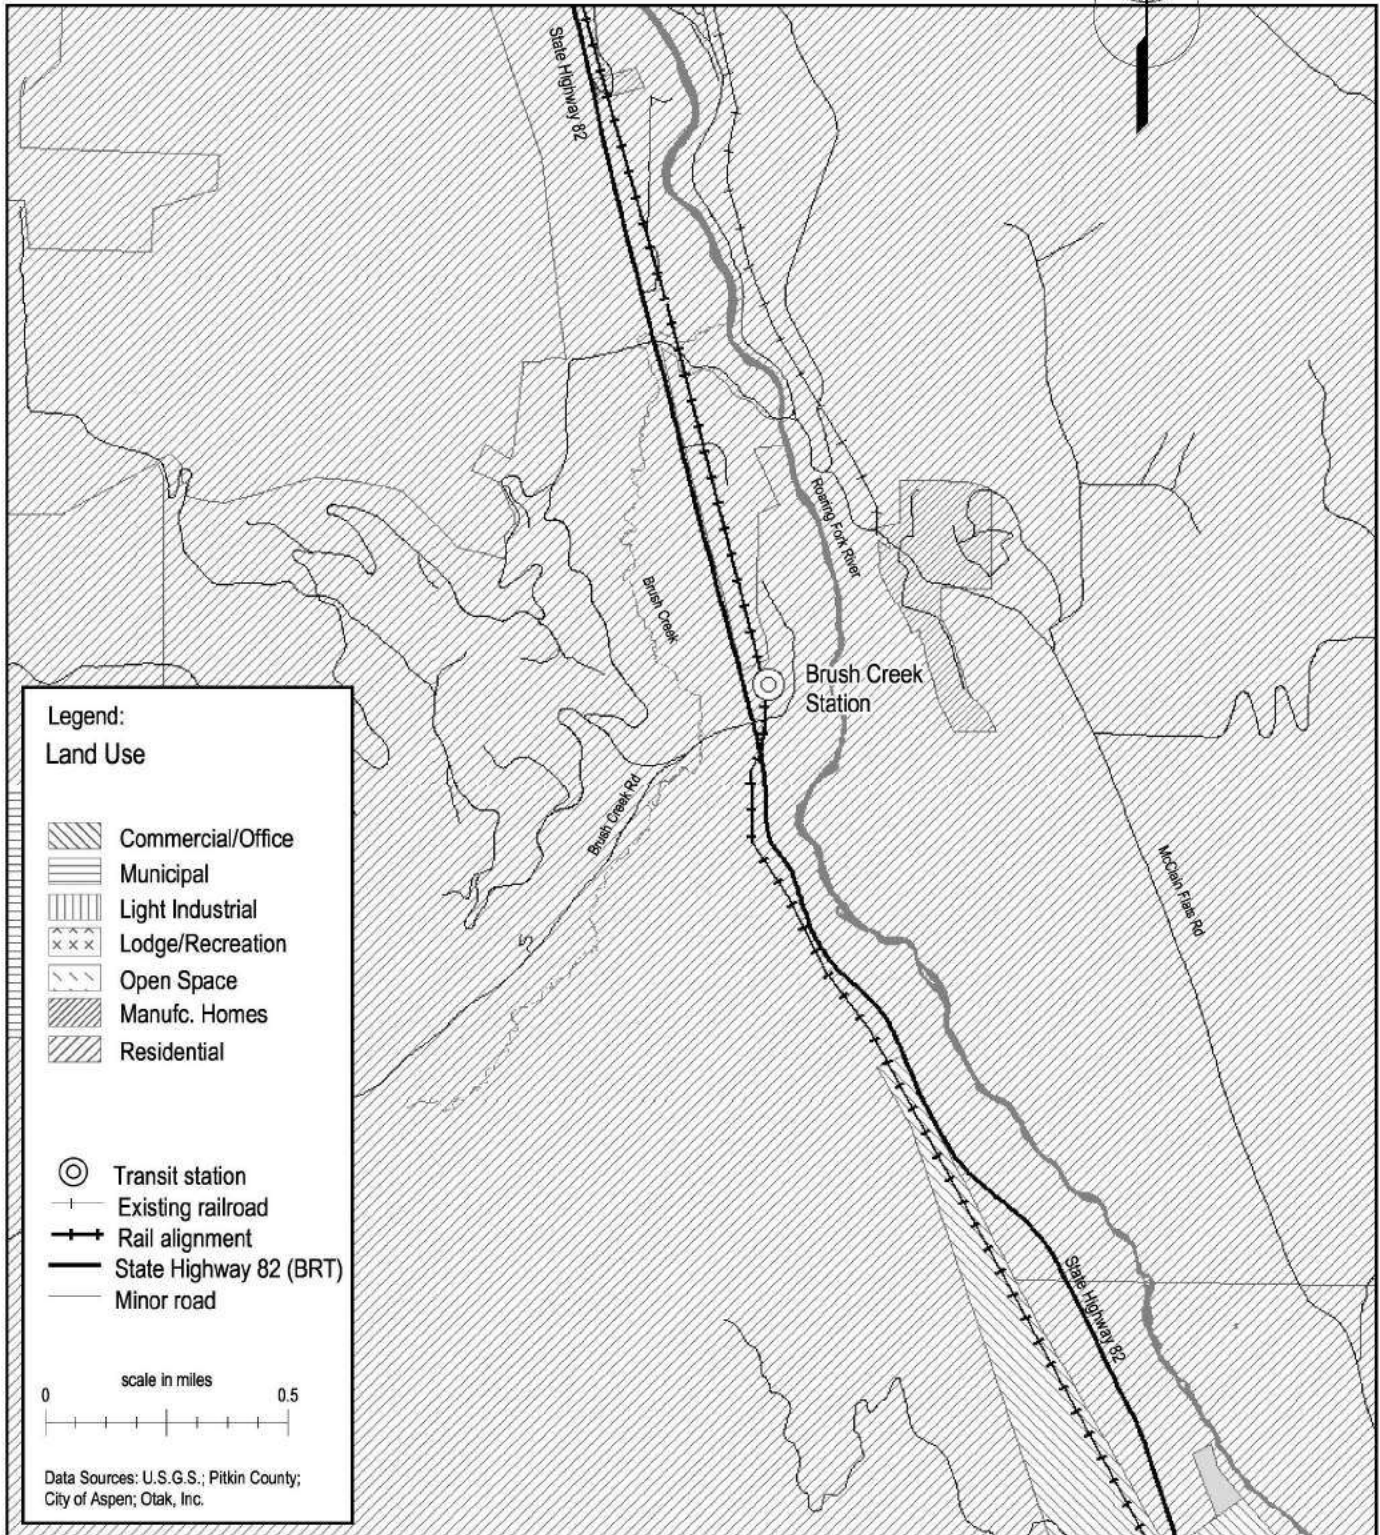 State Highway 82
Roaring Fork River
Brush Creek
Brush Creek
Station
Brush Creek Rd
McClain Flats Rd
State Highway 82
Legend:
Land Use
Commercial/Office
Municipal
Light Industrial
Lodge/Recreation
Open Space
Manufc. Homes
Residential
Transit station
Existing railroad
Rail alignment
State Highway 82 (BRT)
Minor road
scale in miles
0 0.5
Data Sources: U.S.G.S.; Pitkin County;
City of Aspen; Otak, Inc.